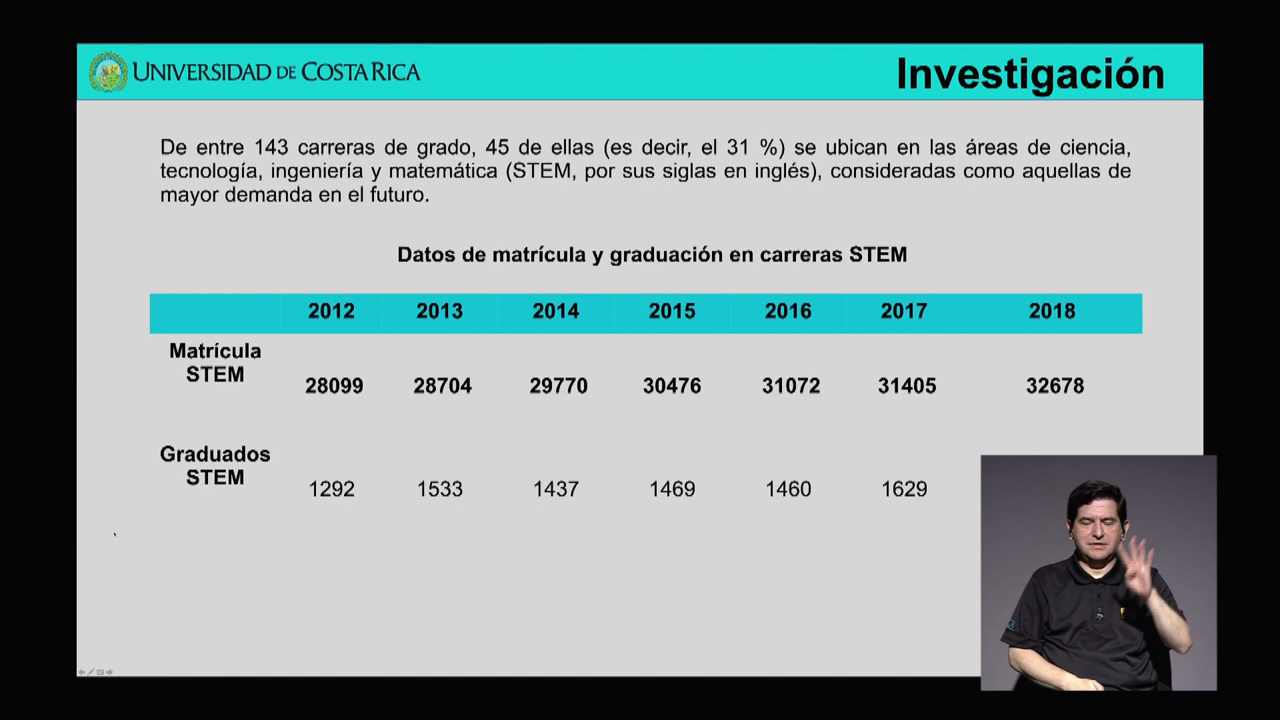 UNIVERSIDAD DE COSTA RICA
Investigación
De entre 143 carreras de grado, 45 de ellas (es decir, el 31 %) se ubican en las áreas de ciencia,
tecnología, ingeniería y matemática (STEM, por sus siglas en inglés), consideradas como aquellas de
mayor demanda en el futuro.
Datos de matrícula y graduación en carreras STEM
2012 2013 2014 2015 2016 2017 2018
Matrícula
STEM
28099 28704 29770 30476 31072 31405 32678
Graduados
STEM
1292 1533 1437 1469 1460 1629